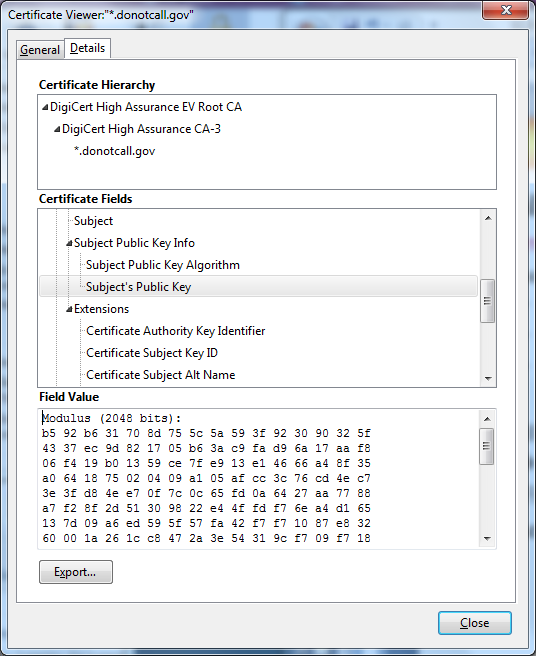 Certificate Viewer:"*.donotcall.gov"
General Details
Certificate Hierarchy
DigiCert High Assurance EV Root CA
DigiCert High Assurance CA-3
*.donotcall.gov
Certificate Fields
Subject
Subject Public Key Info
Subject Public Key Algorithm
Subject's Public Key
Extensions
Certificate Authority Key Identifier
Certificate Subject Key ID
Certificate Subject Alt Name
Field Value
Modulus (2048 bits):
b5 92 b6 31 70 8d 75 5c 5a 59 3f 92 30 90 32 5f
43 37 ec 9d 82 17 05 b6 3a c9 fa d9 6a 17 aa f8
06 f4 19 b0 13 59 ce 7f e9 13 e1 46 66 a4 8f 35
a0 64 18 75 02 04 09 a1 05 af cc 3c 76 cd 4e c7
3e 3f d8 4e e7 0f 7c 0c 65 fd 0a 64 27 aa 77 88
a7 f2 8f 2d 51 30 98 22 e4 4f fd f7 6e a4 d1 65
13 7d 09 a6 ed 59 5f 57 fa 42 f7 f7 10 87 e8 32
60 00 1a 26 1c c8 47 2a 3e 54 31 9c f7 09 f7 18
Export...
Close